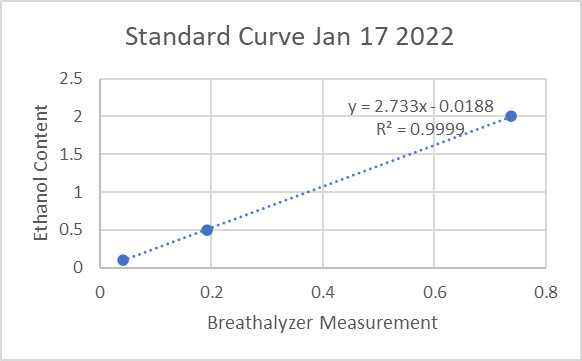 Standard Curve Jan 17 2022
2.5
2
1.5
1
0.5
0
Ethanol Content
y = 2.733x - 0.0188
R² = 0.9999
0 0.2 0.4 0.6 0.8
Breathalyzer Measurement